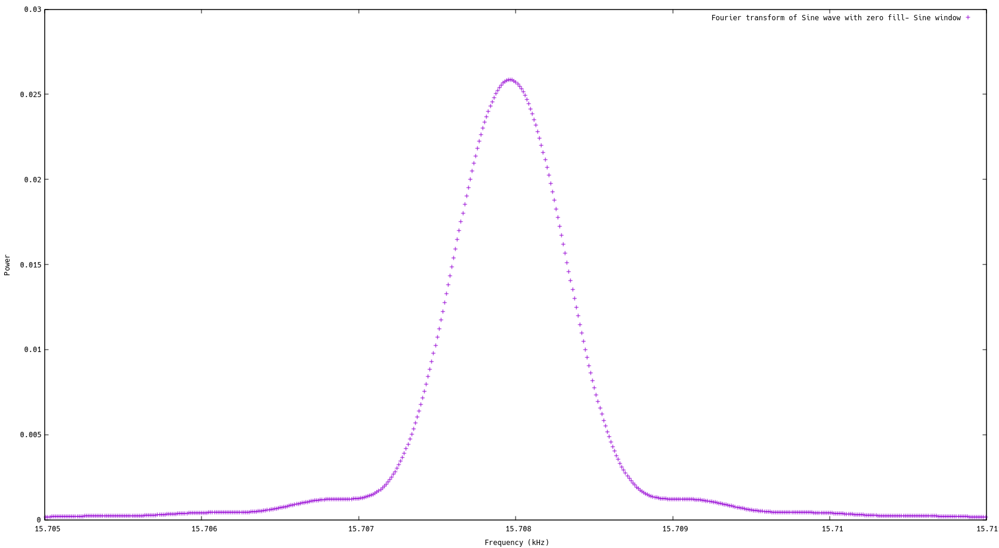 0.03
Fourier transform of Sine wave with zero fill- Sine window
0.025
0.02
0.015
Power
0.01
0.005
0
15.705 15.706 15.707 15.708 15.709 15.71 15.71
Frequency (kHz)